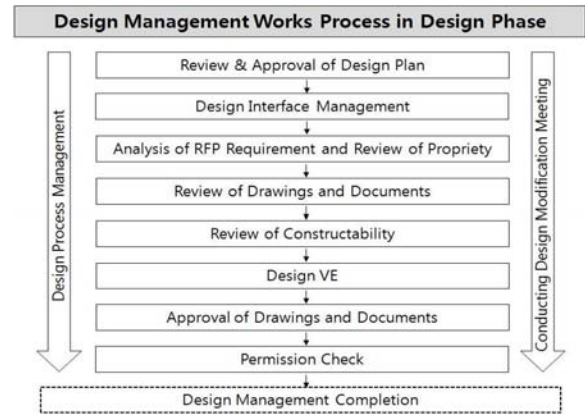 Design Management Works Process in Design Phase
Design Process Management
Review & Approval of Design Plan
Design Interface Management
Analysis of RFP Requirement and Review of Propriety
Review of Drawings and Documents
Review of Constructability
Design VE
Approval of Drawings and Documents
Permission Check
Design Management Completion
Conducting Design Modification Meeting